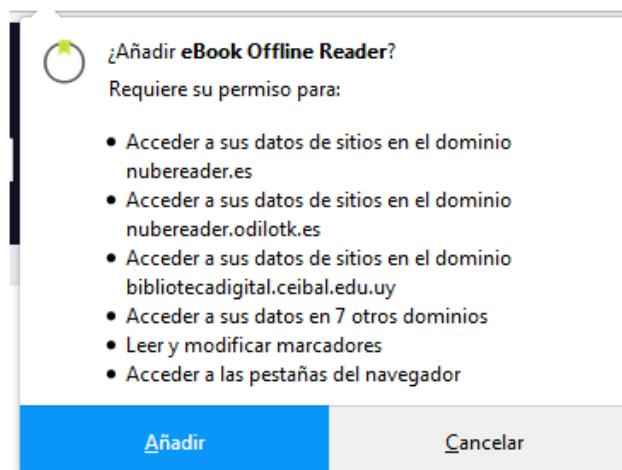 ¿Añadir eBook Offline Reader?
Requiere su permiso para:
• Acceder a sus datos de sitios en el dominio
nubereader.es
• Acceder a sus datos de sitios en el dominio
nubereader.odilotk.es
• Acceder a sus datos de sitios en el dominio
bibliotecadigital.ceibal.edu.uy
• Acceder a sus datos en 7 otros dominios
• Leer y modificar marcadores
• Acceder a las pestañas del navegador
Añadir
Cancelar